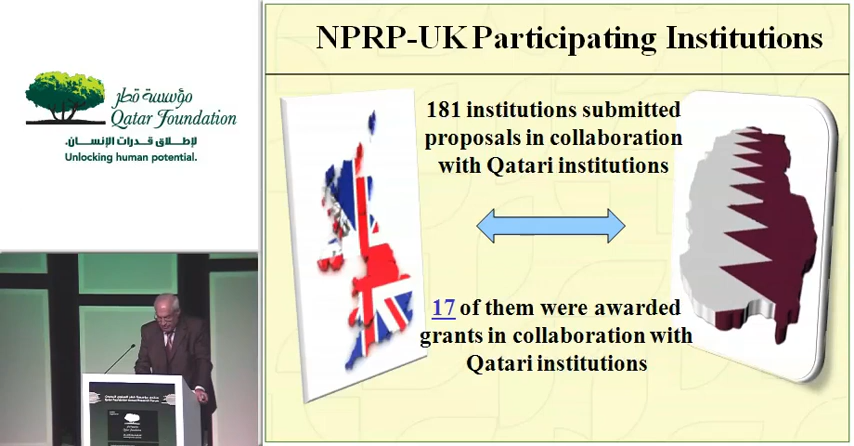 مؤسسة قطر
Qatar Foundation
لإطلاق قدرات الإنسان.
Unlocking human potential.
NPRP-UK Participating Institutions
181 institutions submitted
proposals in collaboration
with Qatari institutions
17 of them were awarded
grants in collaboration with
Qatari institutions